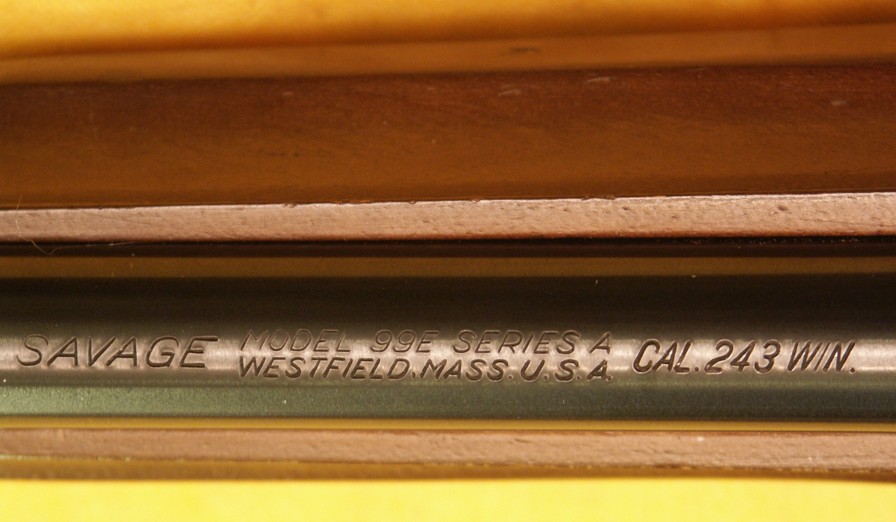 SAVAGE
MODEL 99E SERIES A
WESTFIELD.MASS.U.S.A.
CAL.243 WIN.